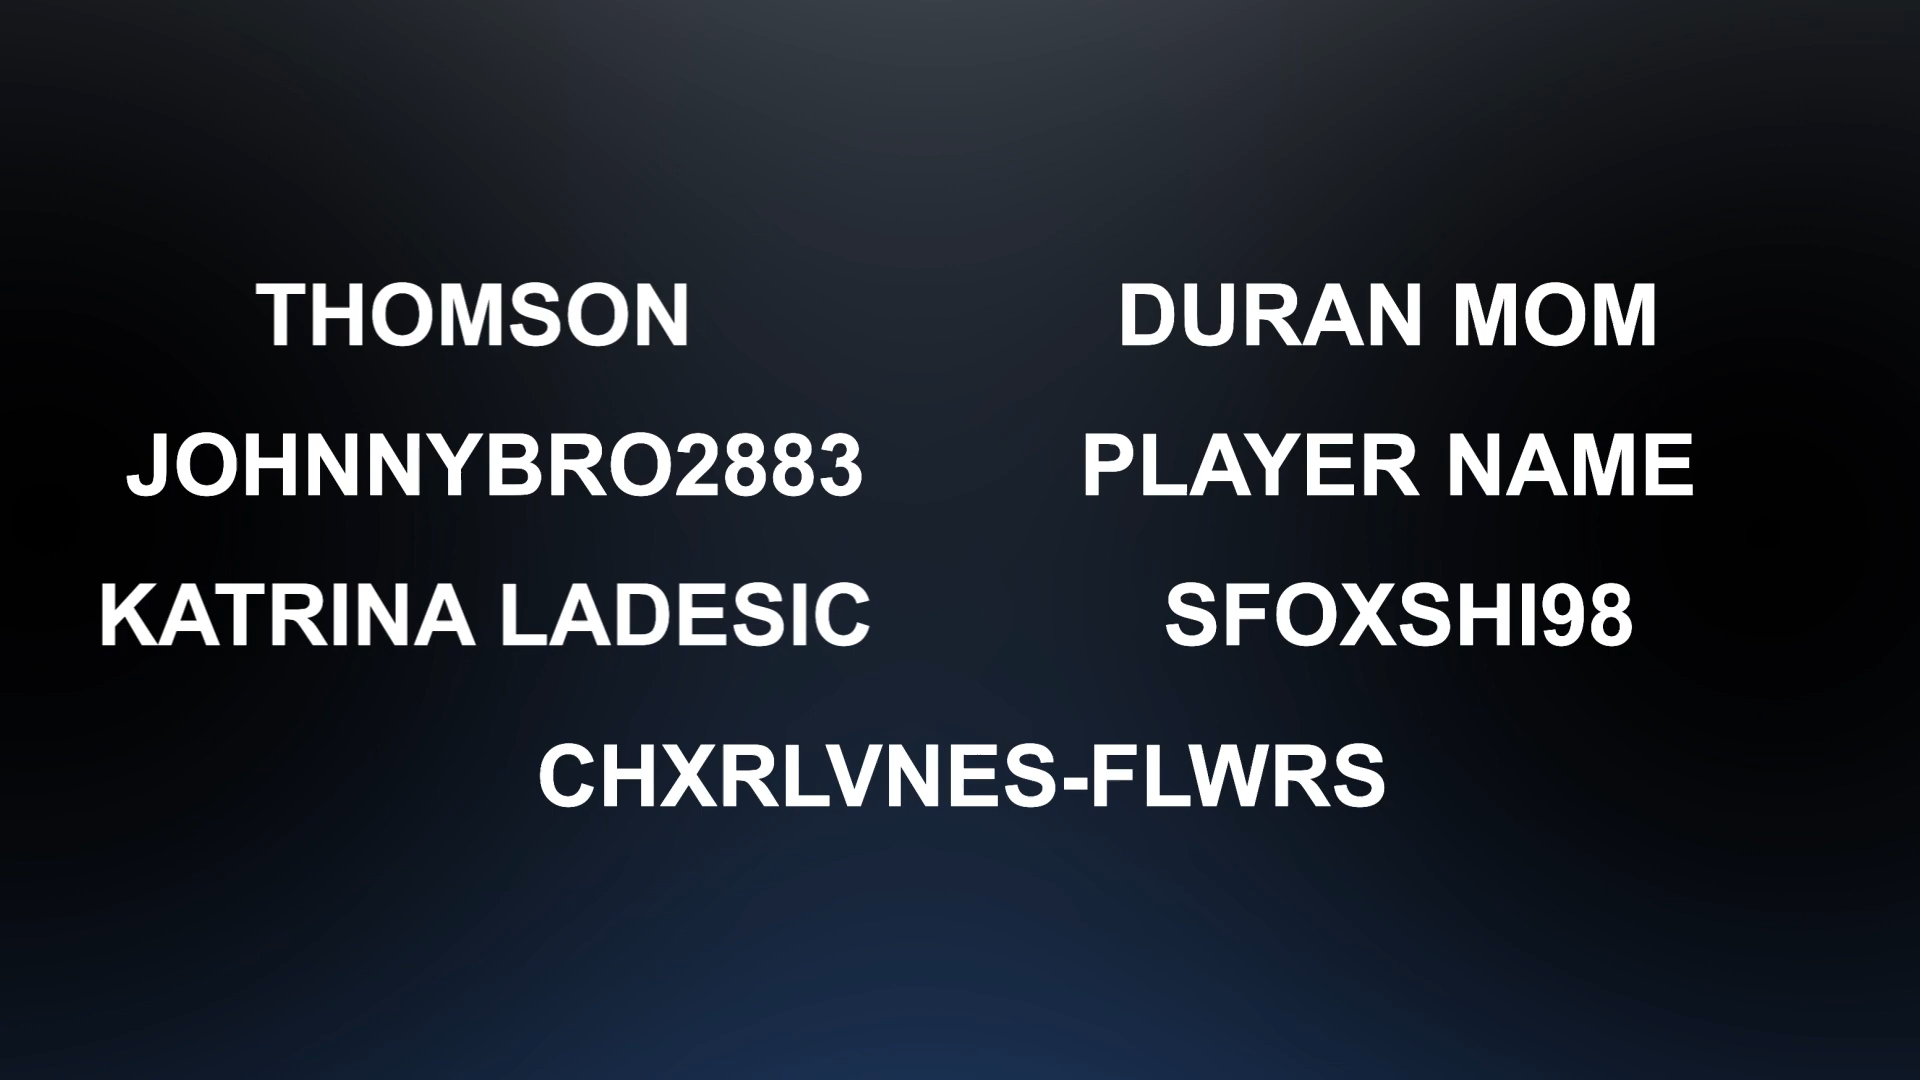 THOMSON
DURAN MOM
JOHNNYBRO2883
PLAYER NAME
KATRINA LADESIC
SFOXSHI98
CHXRLVNES-FLWRS